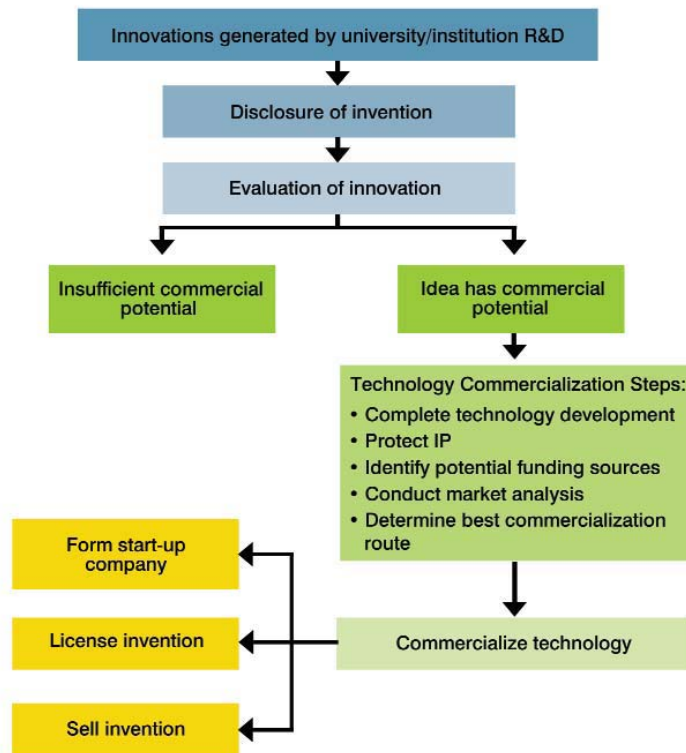 Innovations generated by university/institution R&D
Disclosure of invention
Evaluation of innovation
Insufficient commercial
potential
Idea has commercial
potential
Technology Commercialization Steps:
• Complete technology development
• Protect IP
• Identify potential funding sources
• Conduct market analysis
• Determine best commercialization
route
Form start-up
company
License invention
Commercialize technology
Sell invention